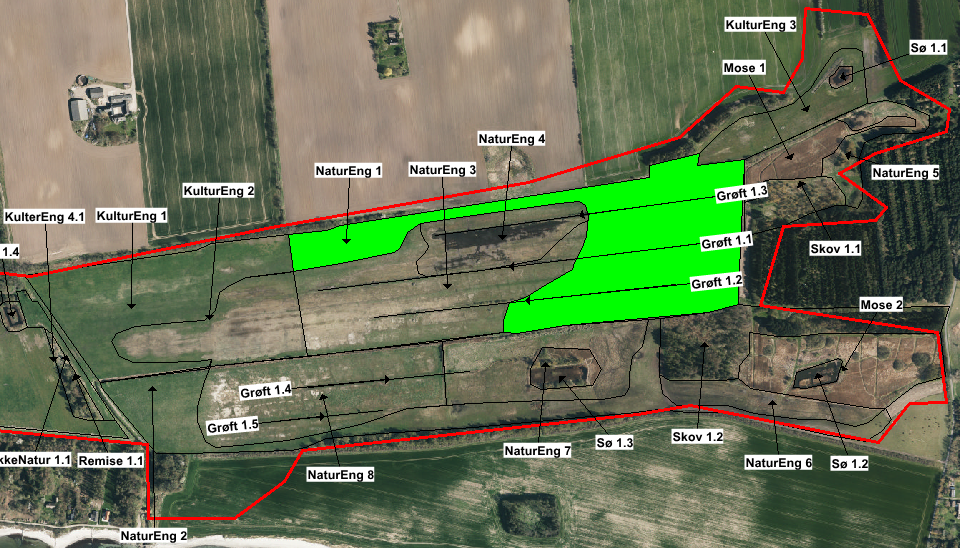 KulturEng 3
Sø 1.1
Mose 1
NaturEng 4
NaturEng 1
NaturEng 3
NaturEng 5
KulturEng 2
Grøft 1.3
KulterEng 4.1
KulturEng 1
Grøft 1.1
Skov 1.1
1.4
Grøft 1.2
Mose 2
Grøft 1.4
Grøft 1.5
Skov 1.2
Sø 1.3
NaturEng 7
kkeNatur 1.1
Remise 1.1
NaturEng 6
Sø 1.2
NaturEng 8
NaturEng 2